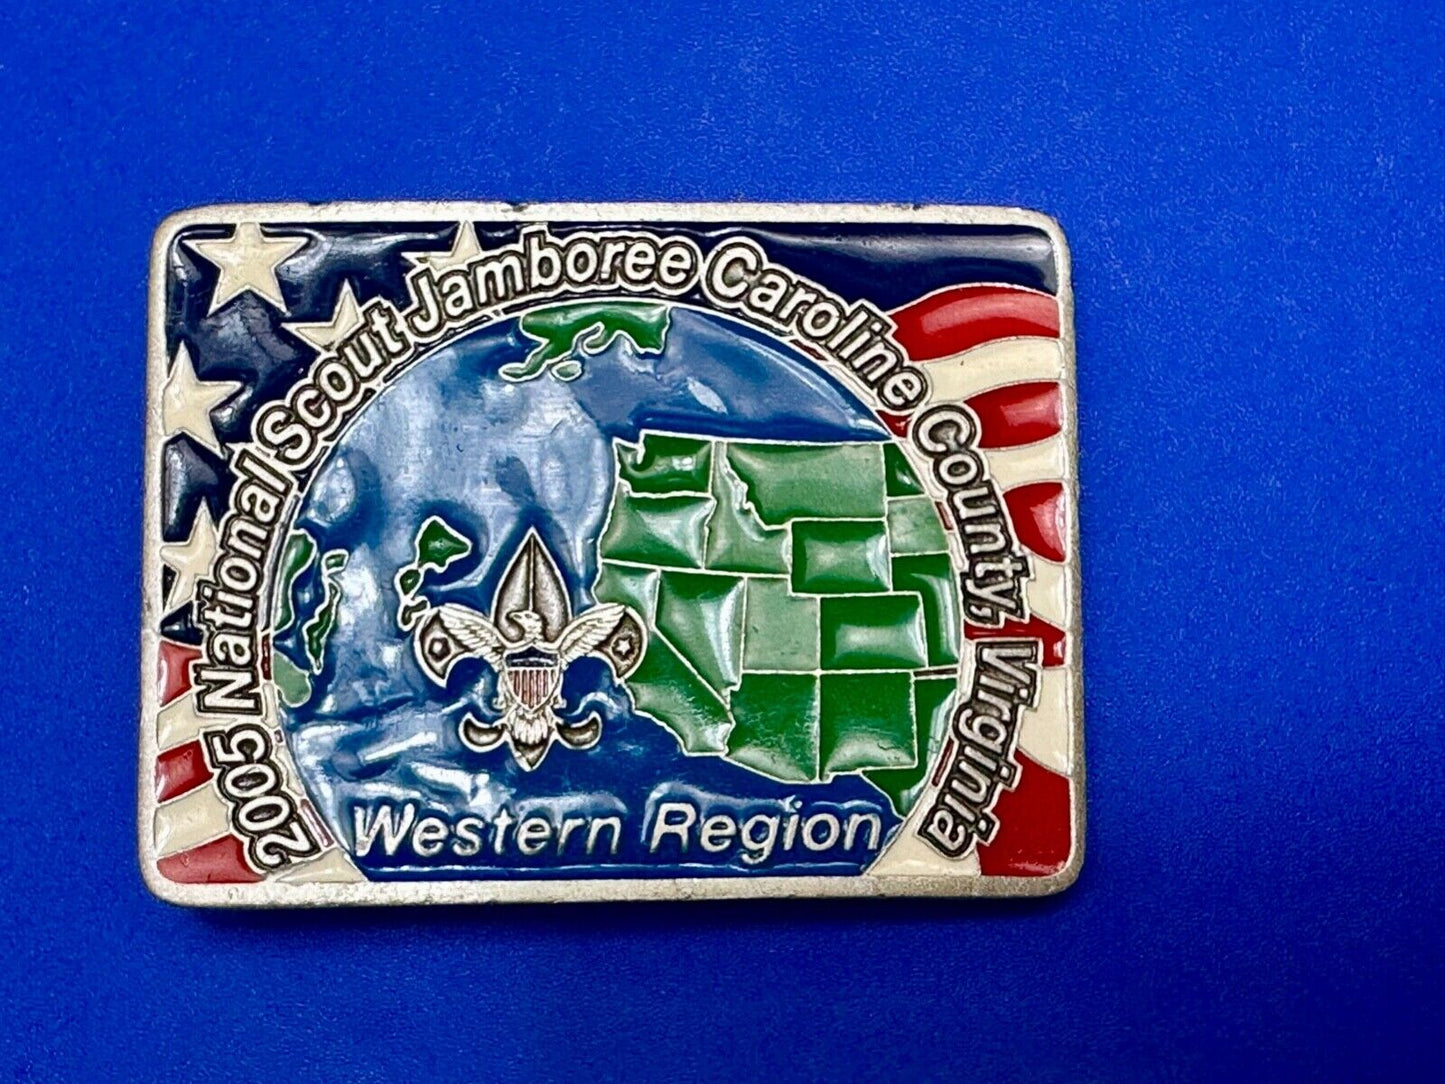 2005 National Scout Jamboree Caroline County, Virginia
Western Region